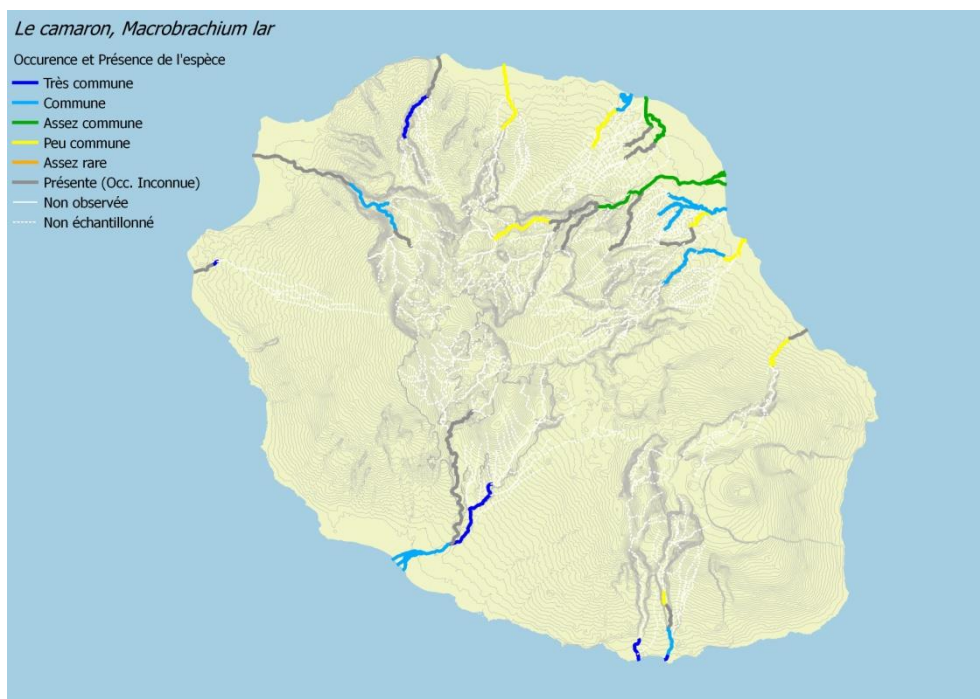 Le camaron, Macrobrachium lar
Occurence et Présence de l'espèce
Très commune
Commune
Assez commune
Peu commune
Assez rare
Présente (Occ. Inconnue)
Non observée
Non échantillonné